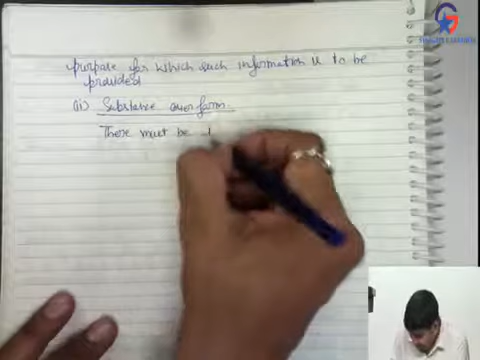 purpose for which such information is to be
provided
(ii) Substance over form.
There must be